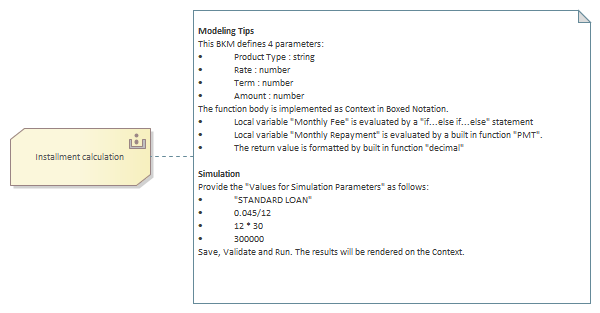 Installment calculation
Modeling Tips
This BKM defines 4 parameters:
• Product Type : string
• Rate : number
• Term : number
• Amount : number
The function body is implemented as Context in Boxed Notation.
• Local variable "Monthly Fee" is evaluated by a "if...else if...else" statement
• Local variable "Monthly Repayment" is evaluated by a built in function "PMT".
• The return value is formatted by built in function "decimal"
Simulation
Provide the "Values for Simulation Parameters" as follows:
• "STANDARD LOAN"
• 0.045/12
• 12 * 30
• 300000
Save, Validate and Run. The results will be rendered on the Context.